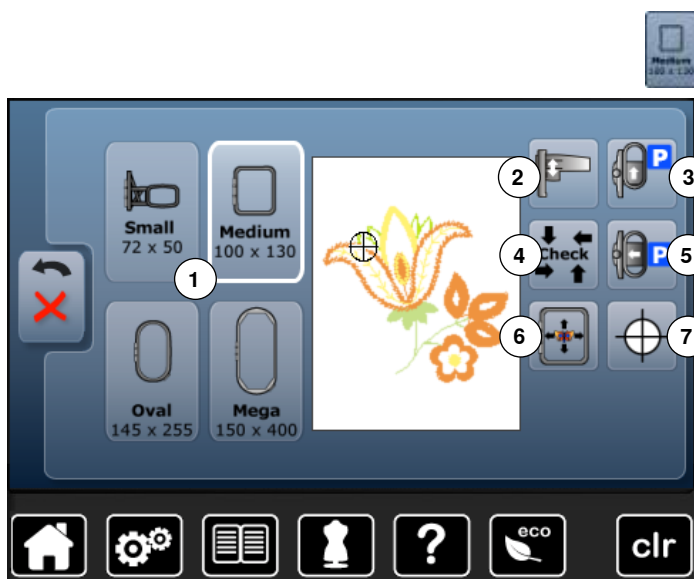 Medium
100 x 130
Small
72 x 50
Medium
100 x 130
1
2
P
3
4
Check
5
P
6
7
Oval
145 x 255
Mega
150 x 400
?
eco
clr